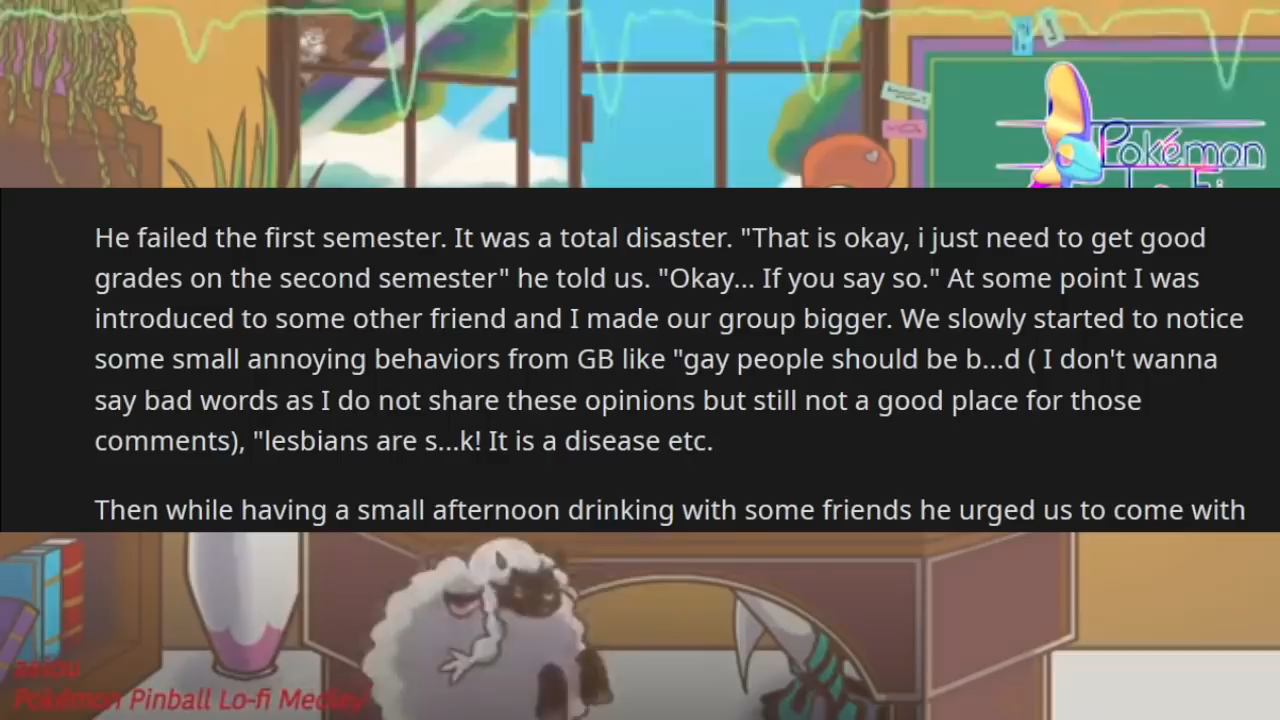 Pokémon
Lo-Fi
He failed the first semester. It was a total disaster. "That is okay, i just need to get good
grades on the second semester" he told us. "Okay... If you say so." At some point I was
introduced to some other friend and I made our group bigger. We slowly started to notice
some small annoying behaviors from GB like "gay people should be b...d ( I don't wanna
say bad words as I do not share these opinions but still not a good place for those
comments), "lesbians are s...k! It is a disease etc.
Then while having a small afternoon drinking with some friends he urged us to come with
Pokémon Pinball Lo-fi Medley